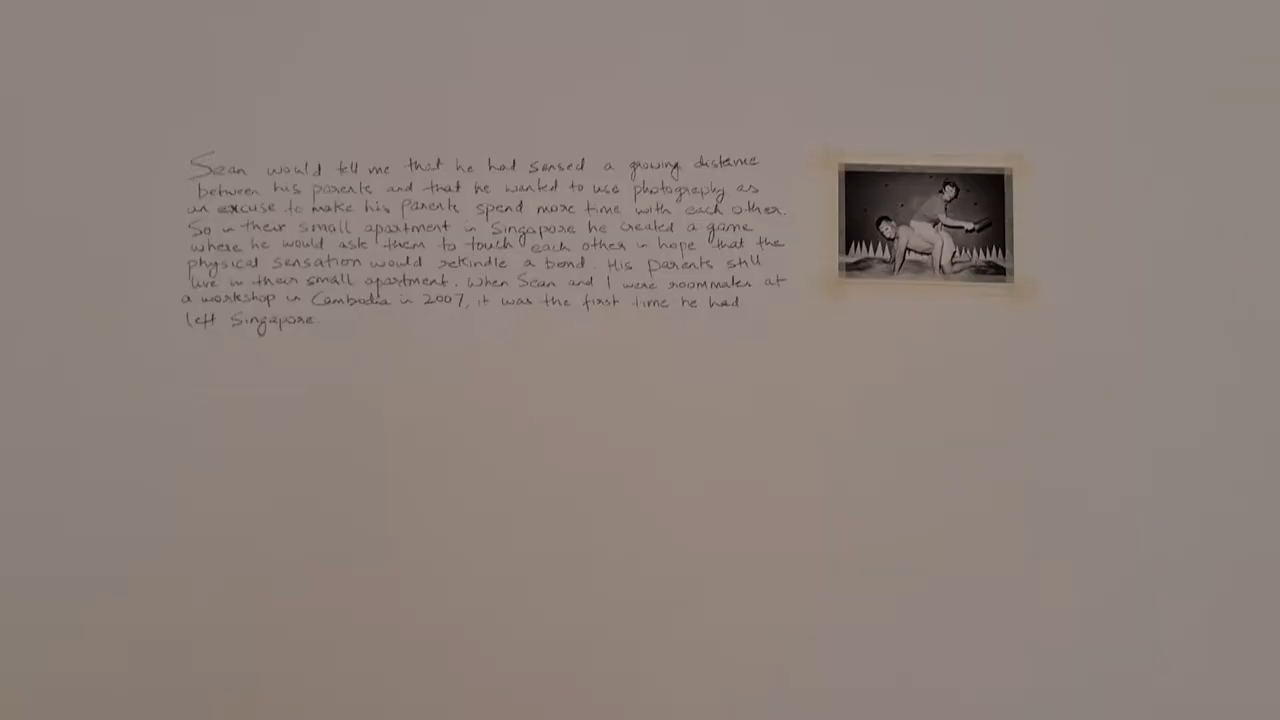 Sean would tell me that he had sensed a growing distance
between his parents and that he wanted to use photography as
an excuse to make his parents spend more time with each other.
So in their small apartment in Singapore he created a game
where he would ask them to touch each other in hope that the
physical sensation would rekindle a bond. His parents still
live in their small apartment. When Sean and I were roommates at
a workshop in Cambodia in 2007, it was the first time he had
left Singapore.